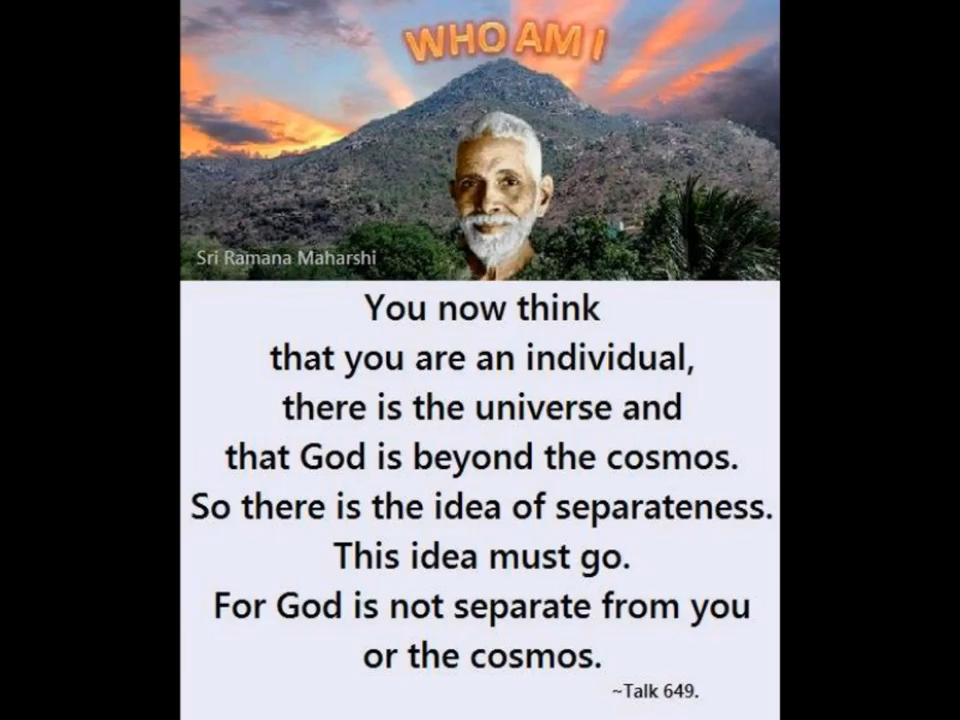 WHO AM I
Sri Ramana Maharshi
You now think
that you are an individual,
there is the universe and
that God is beyond the cosmos.
So there is the idea of separateness.
This idea must go.
For God is not separate from you
or the cosmos.
~Talk 649.